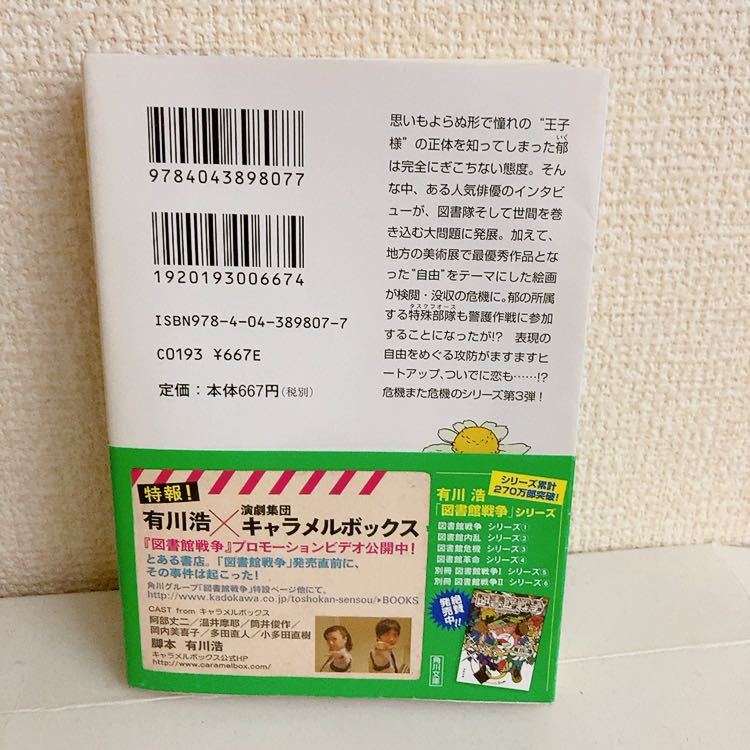 9784043898077
1920193006674
ISBN978-4-04-389807-7
C0193 ¥667E
定価：本体667円(税別)
思いもよらぬ形で憧れの“王子
様”の正体を知ってしまった郁
いく
は完全にぎこちない態度。そん
な中、ある人気俳優のインタビ
ューが、図書隊そして世間を巻
き込む大問題に発展。加えて、
地方の美術展で最優秀作品とな
った“自由”をテーマにした絵画
が検閲・没収の危機に。郁の所属
タスクフォース
する特殊部隊も警護作戦に参加
することになったが!? 表現の
自由をめぐる攻防がますますヒ
ートアップ、ついでに恋も……!?
危機また危機のシリーズ第3弾！
特報！
有川浩×演劇集団キャラメルボックス
『図書館戦争』プロモーションビデオ公開中！
とある書店。「図書館戦争」発売直前に、
その事件は起こった！
角川グループ「図書館戦争」特設ページ他にて。
http://www.kadokawa.co.jp/toshokan-sensou/▶BOOKS
CAST from キャラメルボックス
阿部丈二／温井摩耶／筒井俊作／
岡内美喜子／多田直人／小多田直樹
脚本 有川浩
キャラメルボックス公式HP
http://www.caramelbox.com/
シリーズ累計
270万部突破！
有川 浩
「図書館戦争」シリーズ
図書館戦争 シリーズ①
図書館内乱 シリーズ②
図書館危機 シリーズ③
図書館革命 シリーズ④
別冊 図書館戦争Ⅰ シリーズ⑤
別冊 図書館戦争Ⅱ シリーズ⑥
絶賛
発売中!!
角川文庫